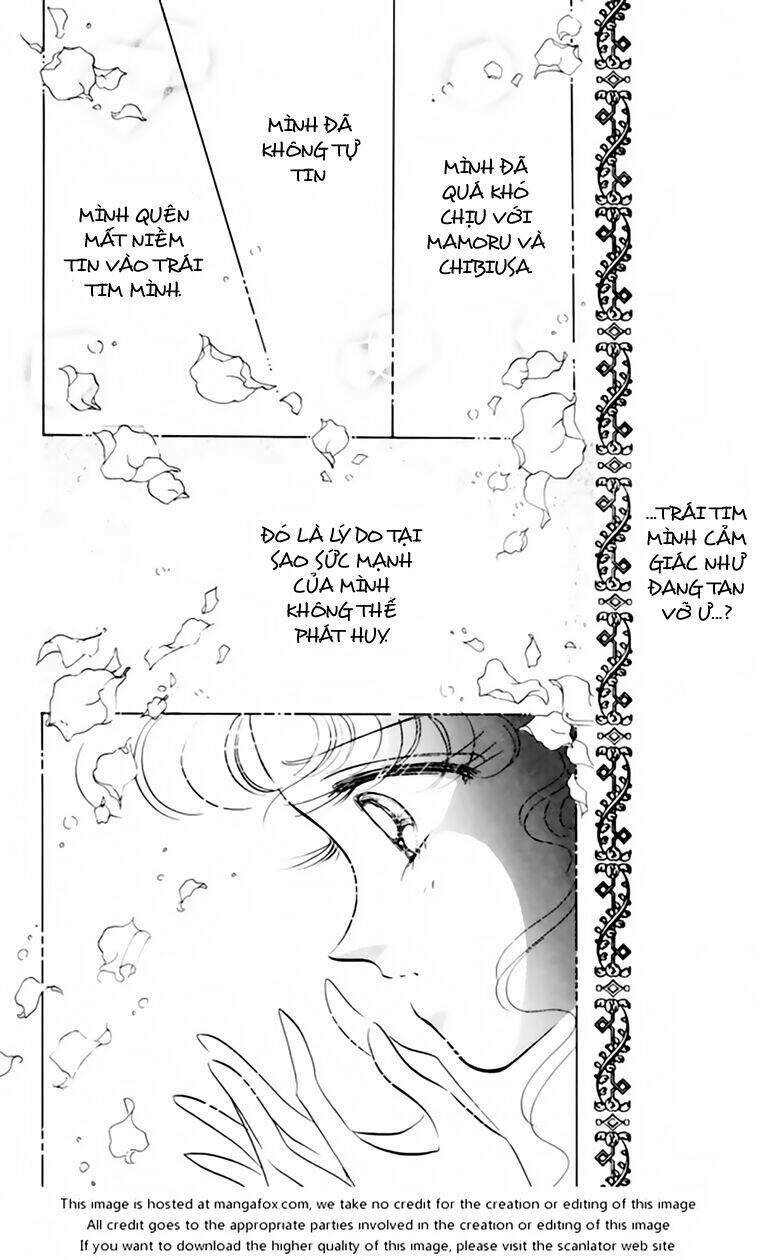 ...TRÁI TIM
MÌNH CẢM
GIÁC NHƯ
ĐANG TAN
VỠ Ư...?
MÌNH ĐÃ
QUÁ KHÓ
CHỊU VỚI
MAMORU VÀ
CHIBIUSA.
MÌNH ĐÃ
KHÔNG TỰ
TIN
MÌNH QUÊN
MẤT NIỀM
TIN VÀO TRÁI
TIM MÌNH.
ĐÓ LÀ LÝ DO TẠI
SAO SỨC MẠNH
CỦA MÌNH
KHÔNG THỂ
PHÁT HUY.
This image is hosted at mangafox.com, we take no credit for the creation or editing of this image
All credit goes to the appropriate parties involved in the creation or editing of this image
If you want to download the higher quality of this image, please visit the scanlator web site